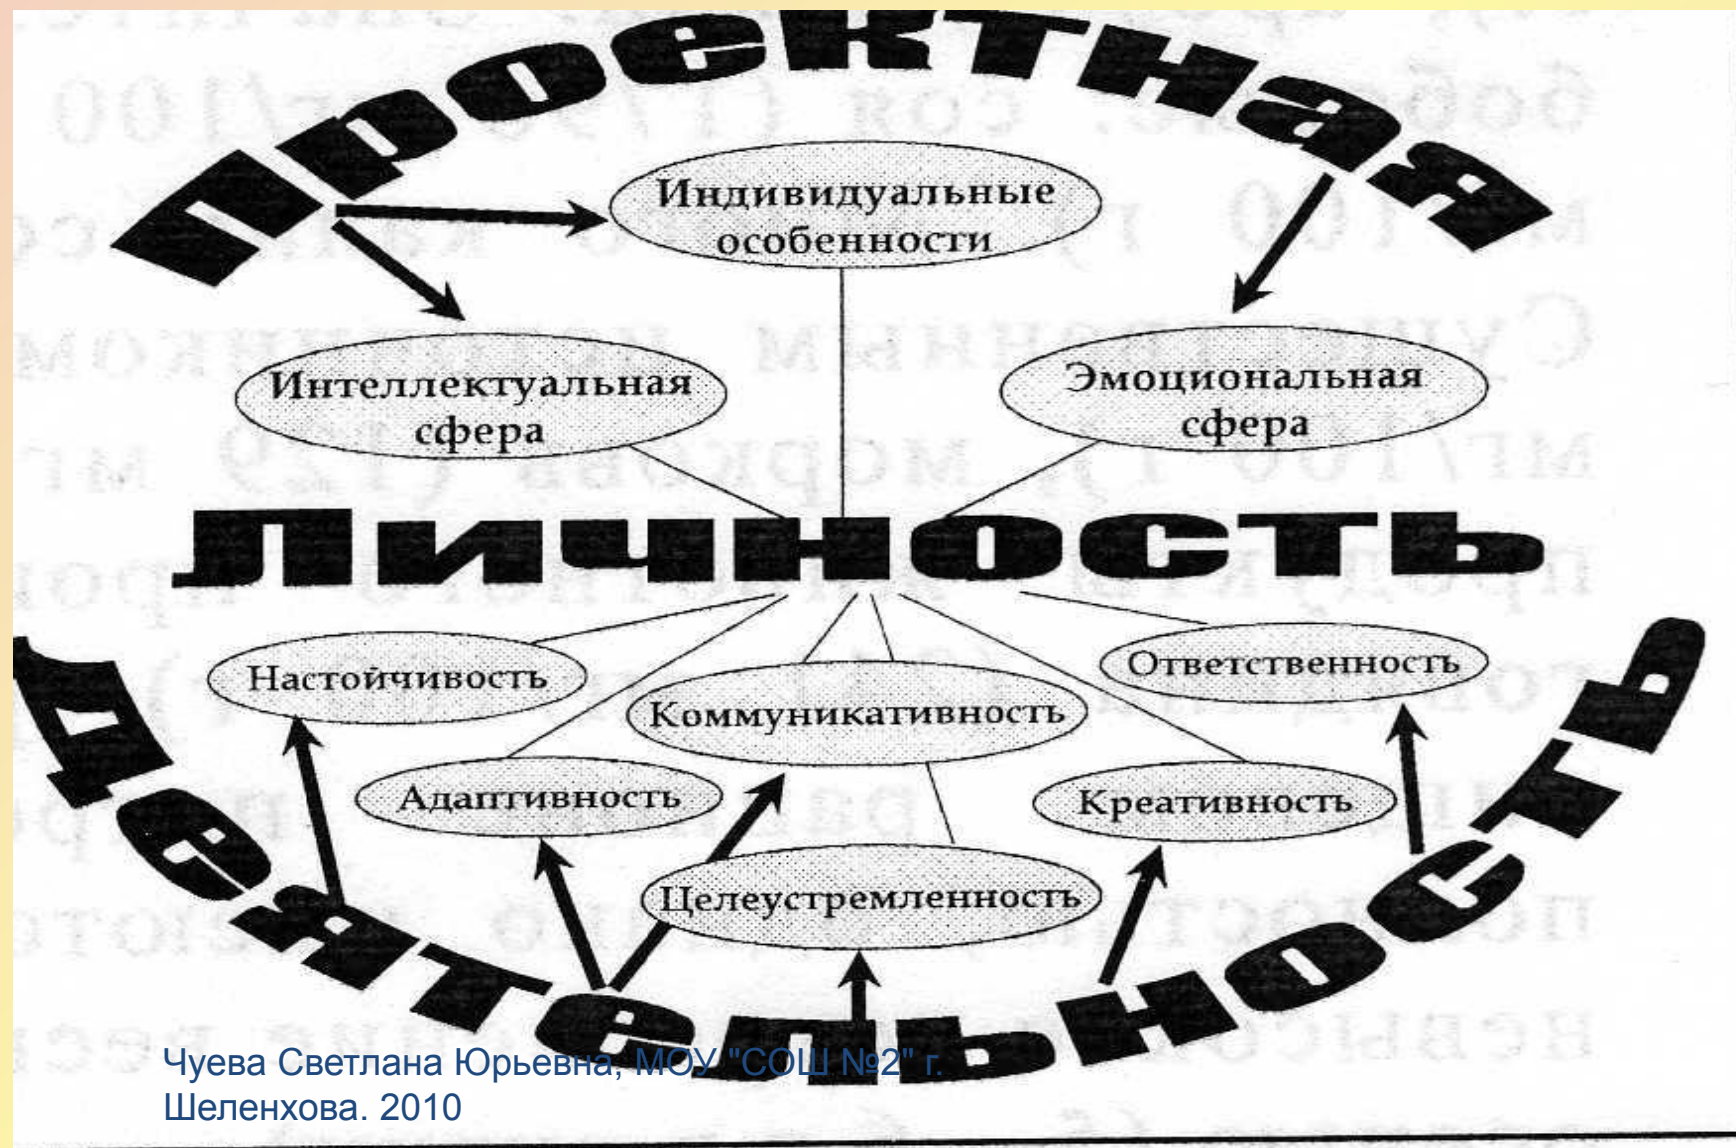 Проектная
Индивидуальные
особенности
Интеллектуальная
сфера
Эмоциональная
сфера
Личность
Настойчивость
Ответственность
Коммуникативность
Адаптивность
Креативность
Целеустремленность
Деятельность
Чуева Светлана Юрьевна, МОУ "СОШ №2" г.
Шеленхова. 2010